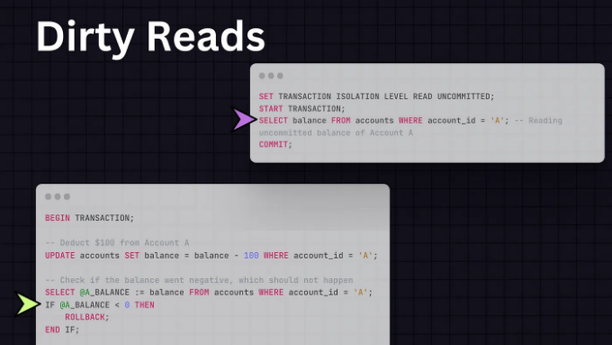 Dirty Reads
SET TRANSACTION ISOLATION LEVEL READ UNCOMMITTED;
START TRANSACTION;
SELECT balance FROM accounts WHERE account_id = 'A'; -- Reading
uncommitted balance of Account A
COMMIT;
BEGIN TRANSACTION;
-- Deduct $100 from Account A
UPDATE accounts SET balance = balance - 100 WHERE account_id = 'A';
-- Check if the balance went negative, which should not happen
SELECT @A_BALANCE := balance FROM accounts WHERE account_id = 'A';
IF @A_BALANCE < 0 THEN
ROLLBACK;
END IF;